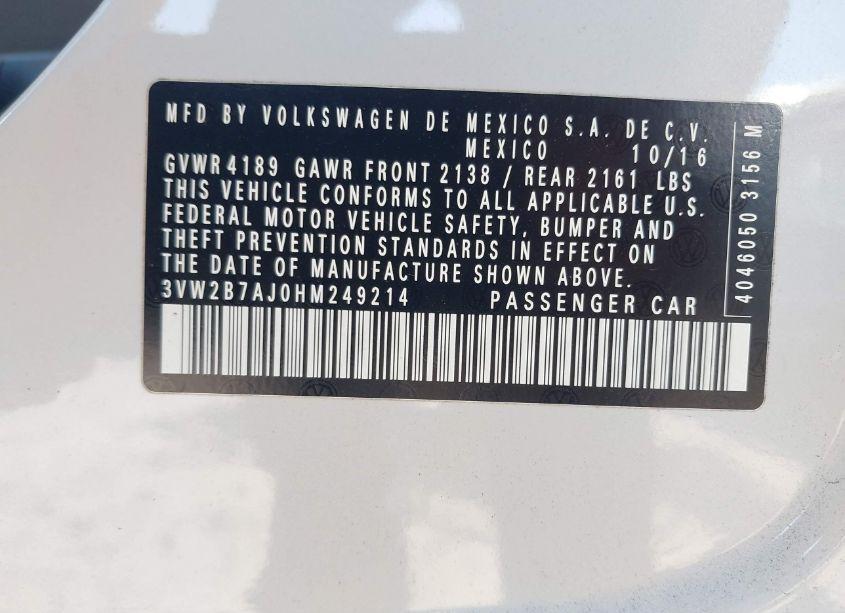 MFD BY VOLKSWAGEN DE MEXICO S.A. DE C.V.
MEXICO 10/16
GVWR 4189 GAWR FRONT 2138 / REAR 2161 LBS
THIS VEHICLE CONFORMS TO ALL APPLICABLE U.S.
FEDERAL MOTOR VEHICLE SAFETY, BUMPER AND
THEFT PREVENTION STANDARDS IN EFFECT ON
THE DATE OF MANUFACTURE SHOWN ABOVE.
3VW2B7AJ0HM249214 PASSENGER CAR
4046050 3156 M